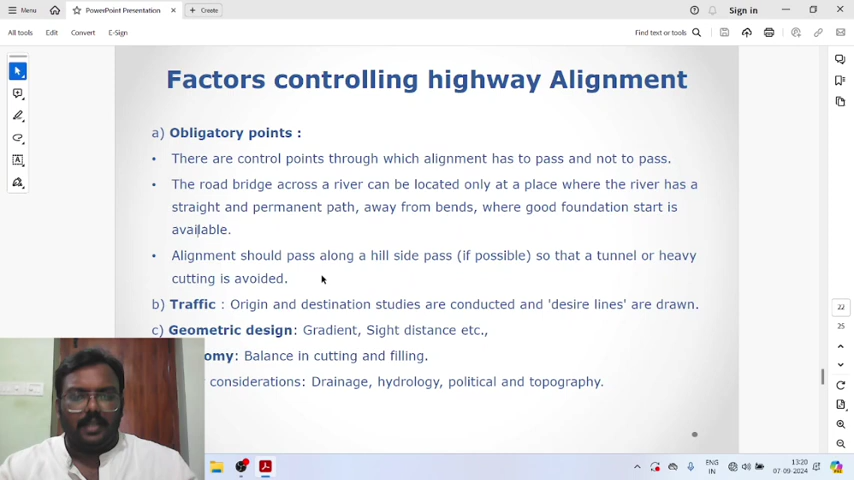 Menu
PowerPoint Presentation
Create
Sign in
All tools Edit Convert E-Sign
Find text or tools
Factors controlling highway Alignment
a) Obligatory points :
• There are control points through which alignment has to pass and not to pass.
• The road bridge across a river can be located only at a place where the river has a
straight and permanent path, away from bends, where good foundation start is
available.
• Alignment should pass along a hill side pass (if possible) so that a tunnel or heavy
cutting is avoided.
b) Traffic : Origin and destination studies are conducted and 'desire lines' are drawn.
c) Geometric design: Gradient, Sight distance etc.,
omy: Balance in cutting and filling.
considerations: Drainage, hydrology, political and topography.
22
25
ENG
IN
13:20
07-09-2024